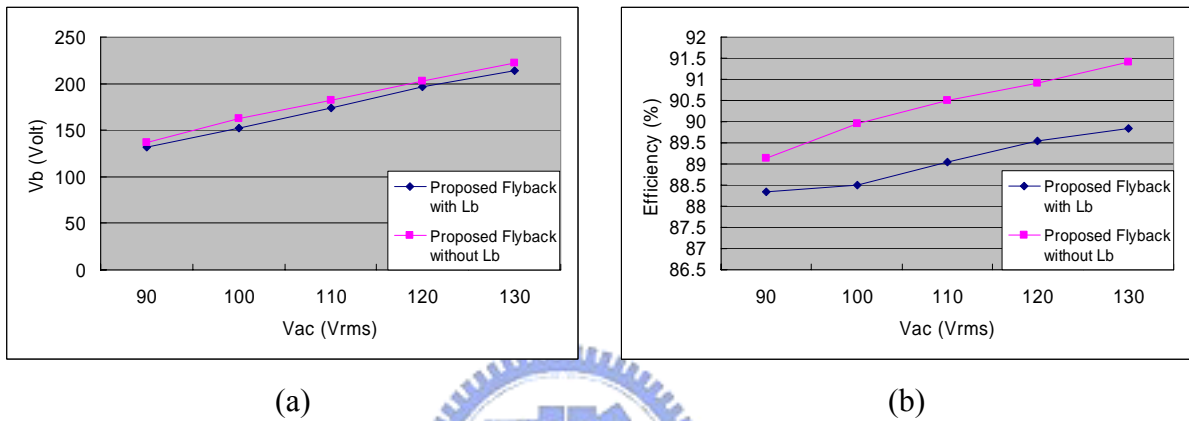 250
200
150
100
50
0
Vb (Volt)
90 100 110 120 130
Vac (Vrms)
Proposed Flyback
with Lb
Proposed Flyback
without Lb
(a)
92
91.5
91
90.5
90
89.5
89
88.5
88
87.5
87
86.5
Efficiency (%)
90 100 110 120 130
Vac (Vrms)
Proposed Flyback
with Lb
Proposed Flyback
without Lb
(b)